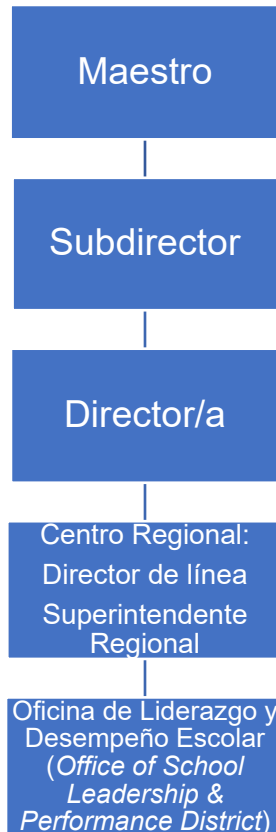 Maestro
Subdirector
Director/a
Centro Regional:
Director de línea
Superintendente
Regional
Oficina de Liderazgo y
Desempeño Escolar
(Office of School
Leadership &
Performance District)